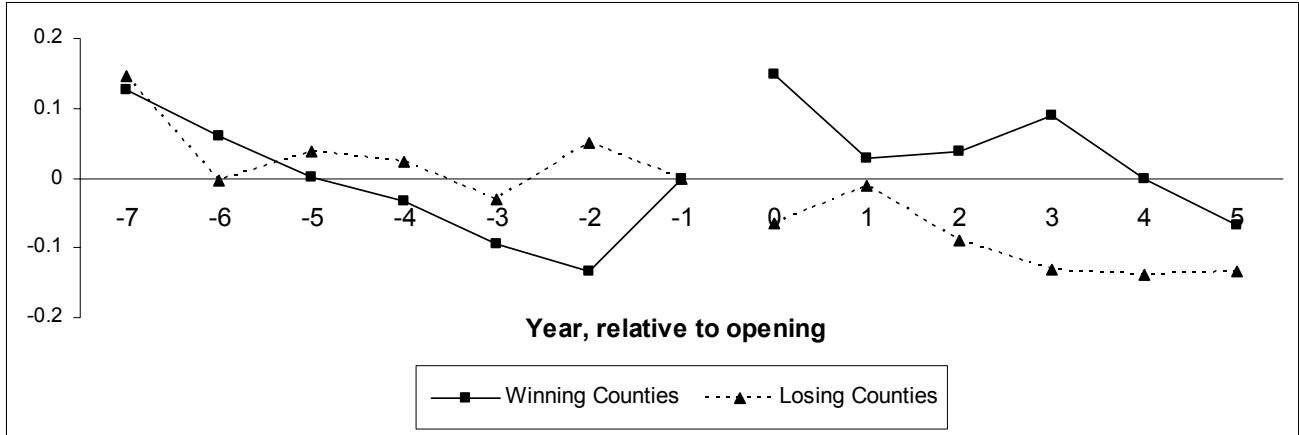 0.2
0.1
0
-7 -6 -5 -4 -3 -2 -1 0 1 2 3 4 5
-0.1
-0.2
Year, relative to opening
Winning Counties Losing Counties